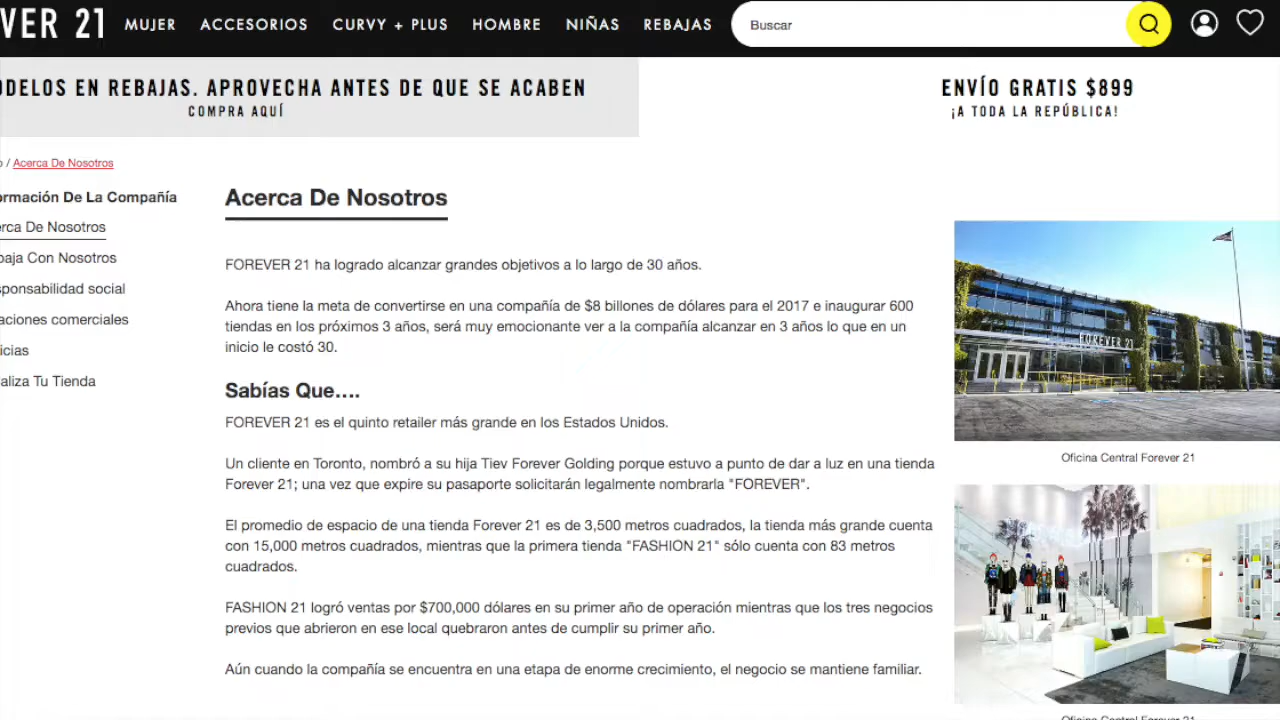 VER 21 MUJER ACCESORIOS CURVY + PLUS HOMBRE NIÑAS REBAJAS Buscar
ODELOS EN REBAJAS. APROVECHA ANTES DE QUE SE ACABEN
COMPRA AQUÍ
ENVÍO GRATIS $899
¡A TODA LA REPÚBLICA!
o / Acerca De Nosotros
ormación De La Compañía
erca De Nosotros
baja Con Nosotros
sponsabilidad social
aciones comerciales
icias
aliza Tu Tienda
Acerca De Nosotros
FOREVER 21 ha logrado alcanzar grandes objetivos a lo largo de 30 años.
Ahora tiene la meta de convertirse en una compañía de $8 billones de dólares para el 2017 e inaugurar 600
tiendas en los próximos 3 años, será muy emocionante ver a la compañía alcanzar en 3 años lo que en un
inicio le costó 30.
Sabías Que....
FOREVER 21 es el quinto retailer más grande en los Estados Unidos.
Un cliente en Toronto, nombró a su hija Tiev Forever Golding porque estuvo a punto de dar a luz en una tienda
Forever 21; una vez que expire su pasaporte solicitarán legalmente nombrarla "FOREVER".
El promedio de espacio de una tienda Forever 21 es de 3,500 metros cuadrados, la tienda más grande cuenta
con 15,000 metros cuadrados, mientras que la primera tienda "FASHION 21" sólo cuenta con 83 metros
cuadrados.
FASHION 21 logró ventas por $700,000 dólares en su primer año de operación mientras que los tres negocios
previos que abrieron en ese local quebraron antes de cumplir su primer año.
Aún cuando la compañía se encuentra en una etapa de enorme crecimiento, el negocio se mantiene familiar.
FOREVER 21
Oficina Central Forever 21
Oficina Central Forever 21